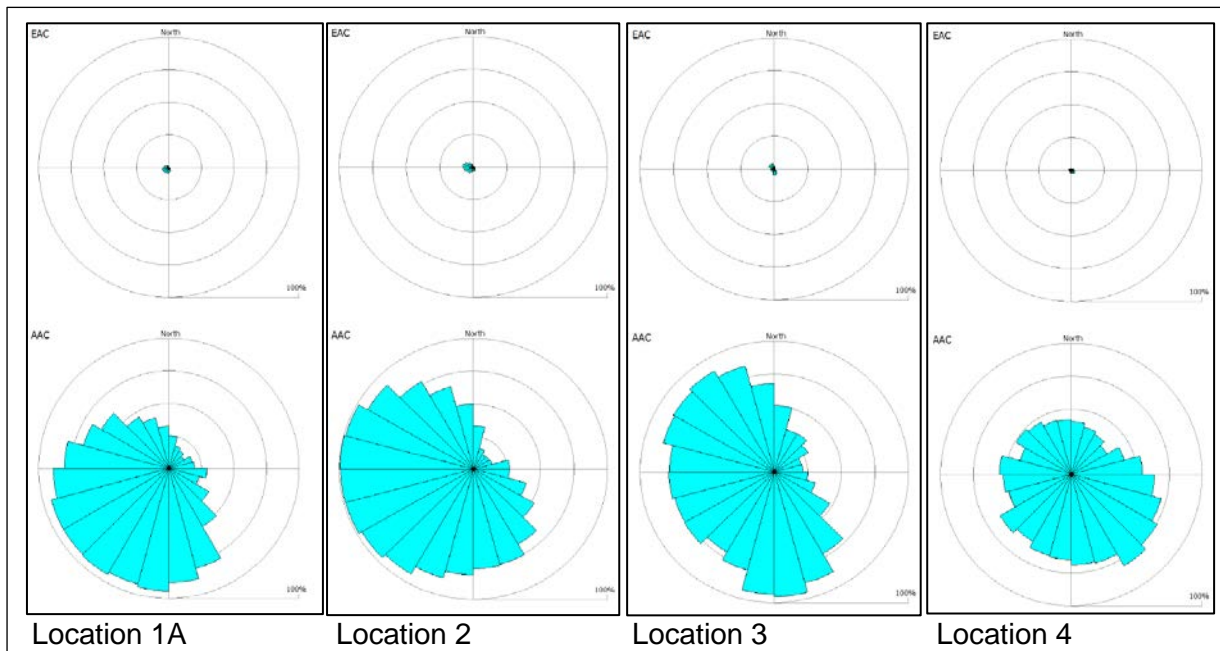 EAC
North
100%
AAC
North
100%
Location 1A
EAC
North
100%
AAC
North
100%
Location 2
EAC
North
100%
AAC
North
100%
Location 3
EAC
North
100%
AAC
North
100%
Location 4